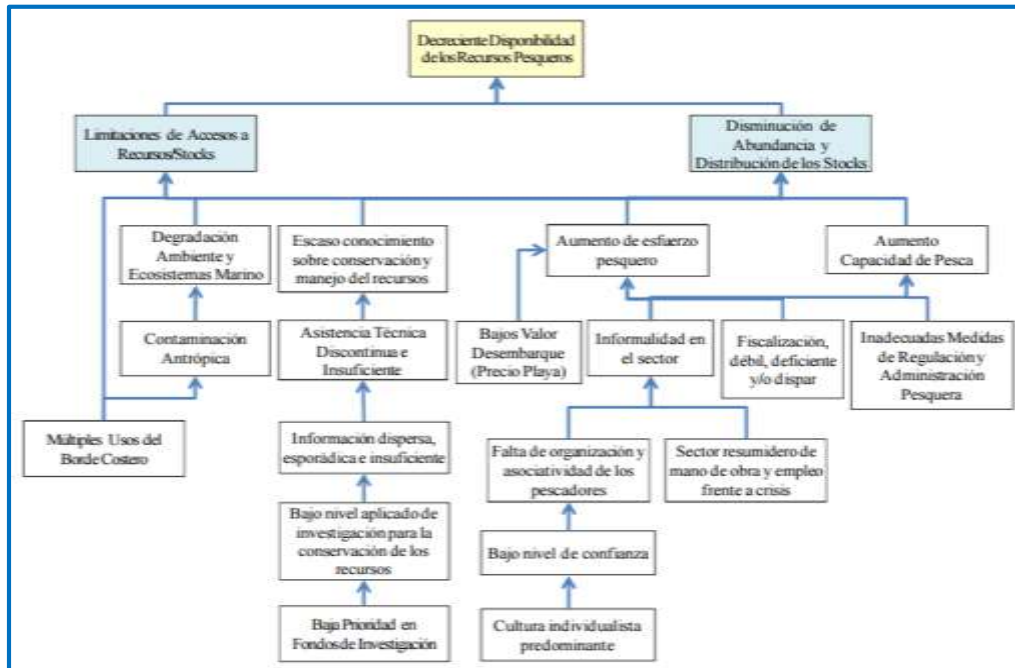 Decreciente Disponibilidad
de los Recursos Pesqueros
Limitaciones de Accesos a
Recursos/Stocks
Disminución de
Abundancia y
Distribución de los Stocks
Degradación
Ambiente y
Ecosistemas Marino
Escaso conocimiento
sobre conservación y
manejo del recursos
Aumento de esfuerzo
pesquero
Aumento
Capacidad de Pesca
Contaminación
Antrópica
Asistencia Técnica
Discontinua e
Insuficiente
Bajos Valor
Desembarque
(Precio Playa)
Informalidad en
el sector
Fiscalización,
débil, deficiente
y/o dispar
Inadecuadas Medidas
de Regulación y
Administración
Pesquera
Múltiples Usos del
Borde Costero
Información dispersa,
esporádica e insuficiente
Falta de organización y
asociatividad de los
pescadores
Sector resumidero de
mano de obra y empleo
frente a crisis
Bajo nivel aplicado de
investigación para la
conservación de los
recursos
Bajo nivel de confianza
Baja Prioridad en
Fondos de Investigación
Cultura individualista
predominante